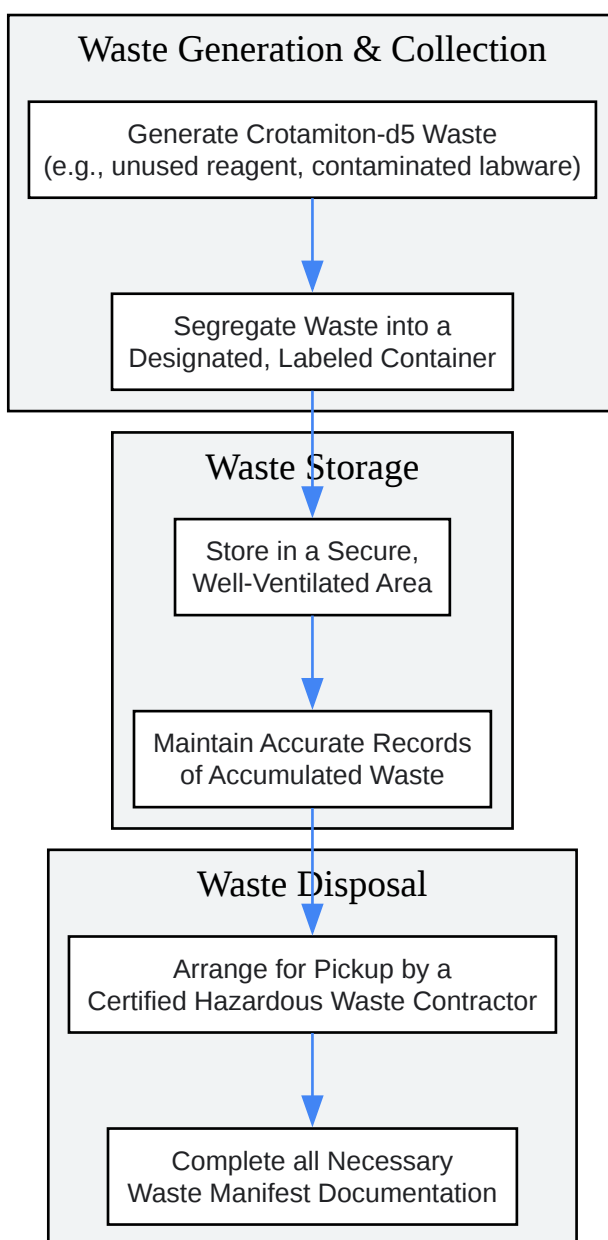 Waste Generation & Collection
Generate Crotamiton-d5 Waste
(e.g., unused reagent, contaminated labware)
Segregate Waste into a
Designated, Labeled Container
Waste Storage
Store in a Secure,
Well-Ventilated Area
Maintain Accurate Records
of Accumulated Waste
Waste Disposal
Arrange for Pickup by a
Certified Hazardous Waste Contractor
Complete all Necessary
Waste Manifest Documentation